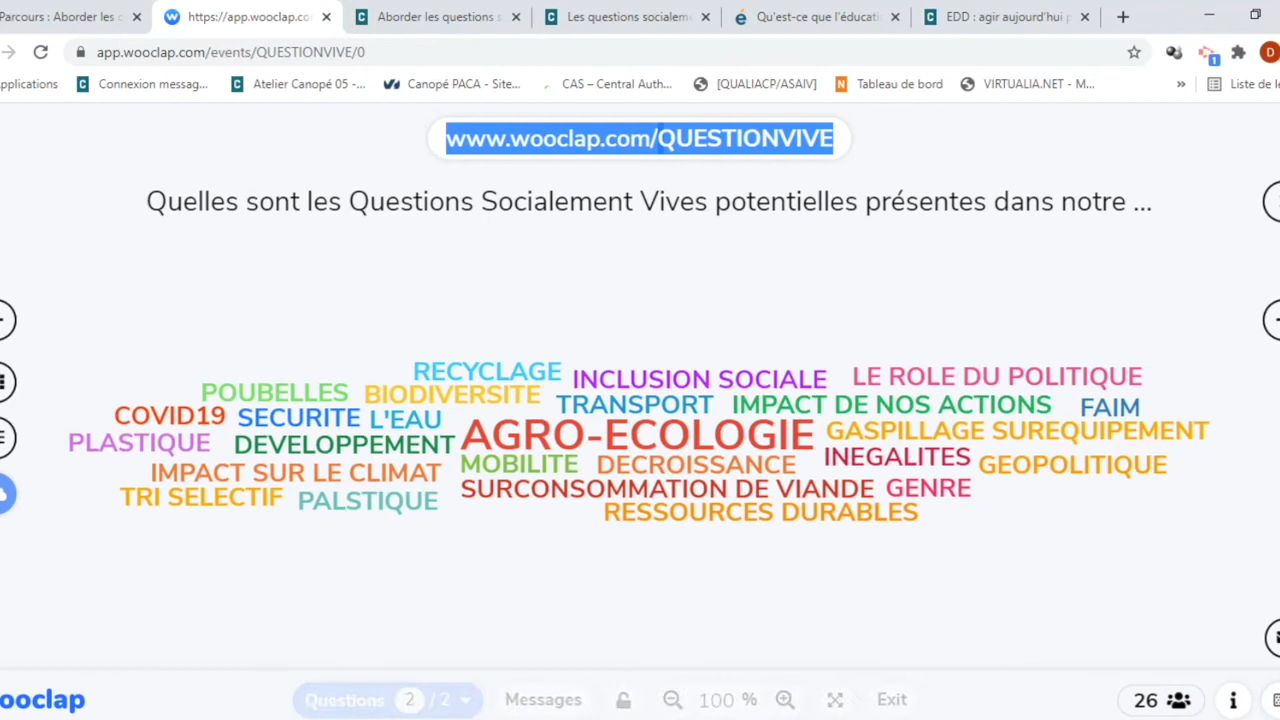 Parcours : Aborder les c
https://app.wooclap.co
Aborder les questions s
Les questions socialem
Qu'est-ce que l'éducati
EDD : agir aujourd'hui p
app.wooclap.com/events/QUESTIONVIVE/0
D
1
pplications
Connexion messag...
Atelier Canopé 05 -...
Canopé PACA - Site...
CAS – Central Auth...
[QUALIACP/ASAIV]
Tableau de bord
VIRTUALIA.NET - M...
»
Liste de le
www.wooclap.com/QUESTIONVIVE
Quelles sont les Questions Socialement Vives potentielles présentes dans notre ...
RECYCLAGE INCLUSION SOCIALE LE ROLE DU POLITIQUE
POUBELLES BIODIVERSITE TRANSPORT IMPACT DE NOS ACTIONS FAIM
COVID19 SECURITE L'EAU
PLASTIQUE DEVELOPPEMENT AGRO-ECOLOGIE GASPILLAGE SUREQUIPEMENT
IMPACT SUR LE CLIMAT MOBILITE DECROISSANCE INEGALITES GEOPOLITIQUE
TRI SELECTIF PALSTIQUE SURCONSOMMATION DE VIANDE GENRE
RESSOURCES DURABLES
ooclap
Questions 2 / 2
Messages
100 %
Exit
26
i